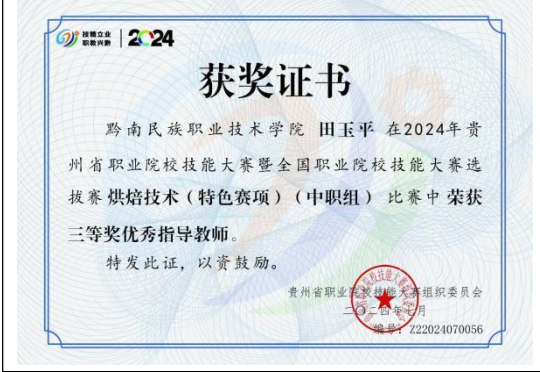 技精立业
职教兴黔
2024
获奖证书
黔南民族职业技术学院 田玉平 在2024年贵
州省职业院校技能大赛暨全国职业院校技能大赛选
拔赛 烘焙技术（特色赛项）（中职组）比赛中 荣获
三等奖优秀指导教师。
特发此证，以资鼓励。
贵州省职业院校技能大赛组织委员会
二〇二四年七月
编号：Z22024070056